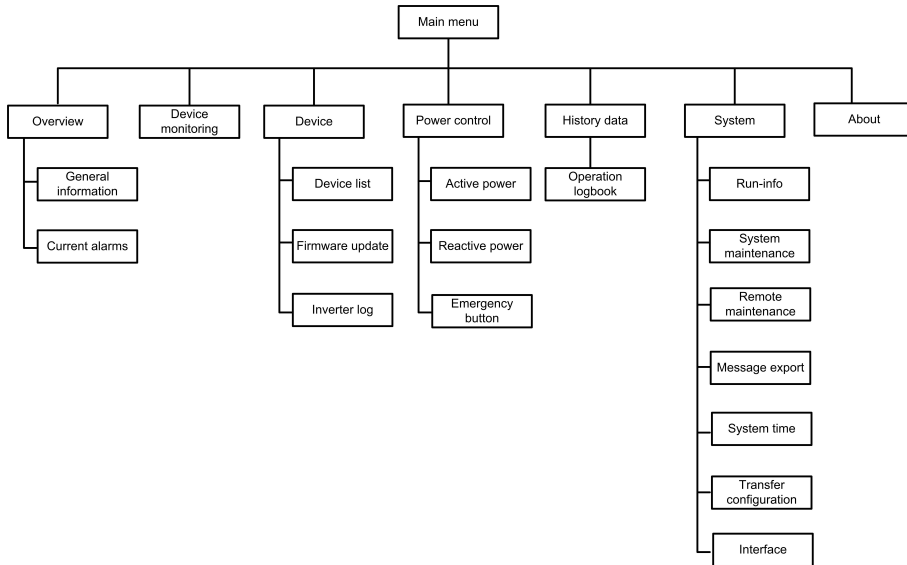 Main menu
Overview
Device
monitoring
Device
Power control
History data
System
About
General
information
Current alarms
Device list
Firmware update
Inverter log
Active power
Reactive power
Emergency
button
Operation
logbook
Run-info
System
maintenance
Remote
maintenance
Message export
System time
Transfer
configuration
Interface